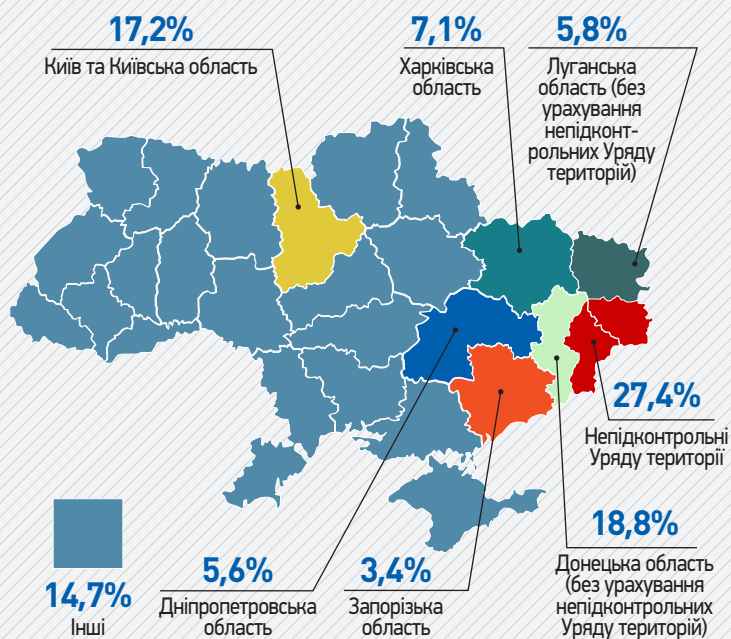 17,2%
Київ та Київська область
7,1%
Харківська
область
5,8%
Луганська
область (без
урахування
непідконт-
рольних Уряду
територій)
27,4%
Непідконтрольні
Уряду території
18,8%
Донецька область
(без урахування
непідконтрольних
Уряду територій)
3,4%
Запорізька
область
5,6%
Дніпропетровська
область
14,7%
Інші